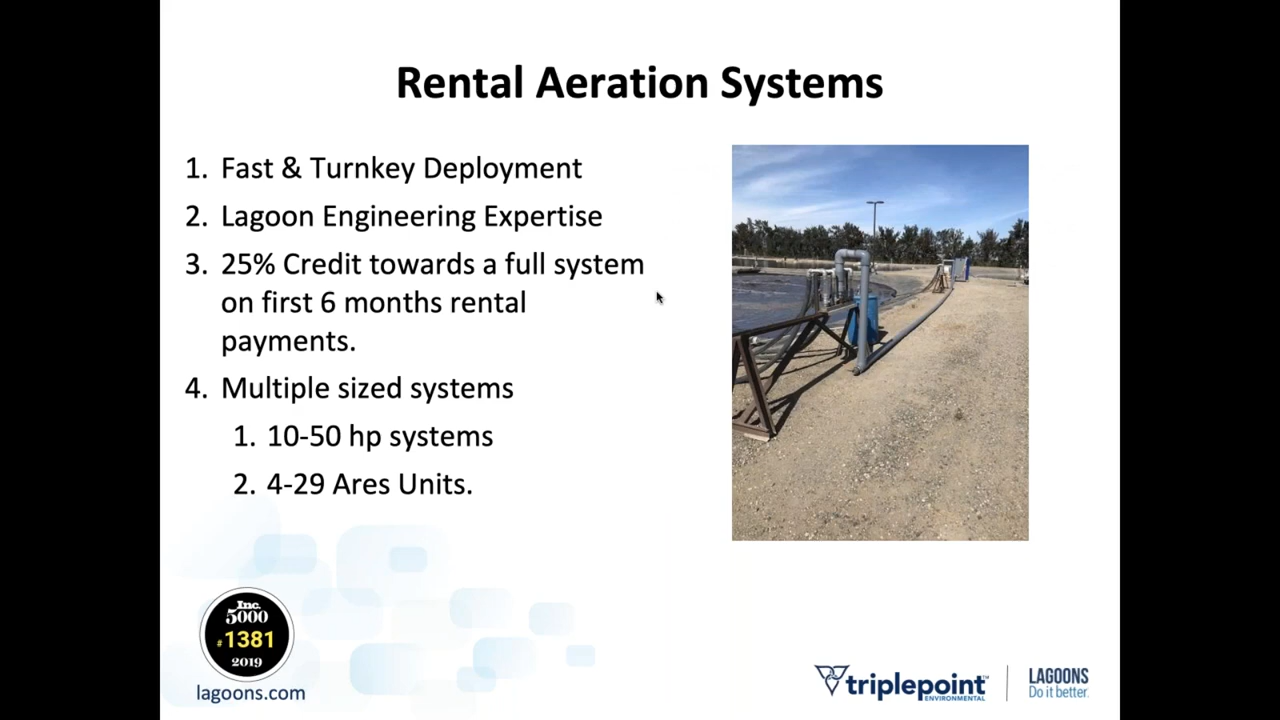 Rental Aeration Systems
1. Fast & Turnkey Deployment
2. Lagoon Engineering Expertise
3. 25% Credit towards a full system
on first 6 months rental
payments.
4. Multiple sized systems
1. 10-50 hp systems
2. 4-29 Ares Units.
Inc.
5000
#1381
2019
lagoons.com
triplepoint™
ENVIRONMENTAL
LAGOONS
Do it better.